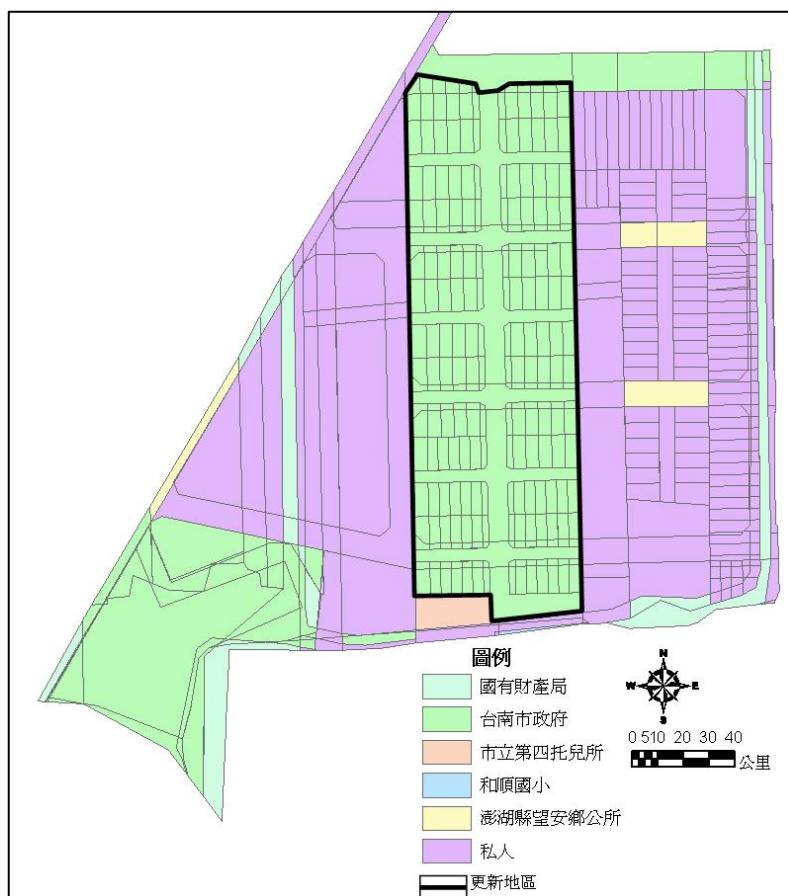 圖例
國有財產局
台南市政府
市立第四托兒所
和順國小
澎湖縣望安鄉公所
私人
更新地區
N
W E
S
0 510 20 30 40
公里